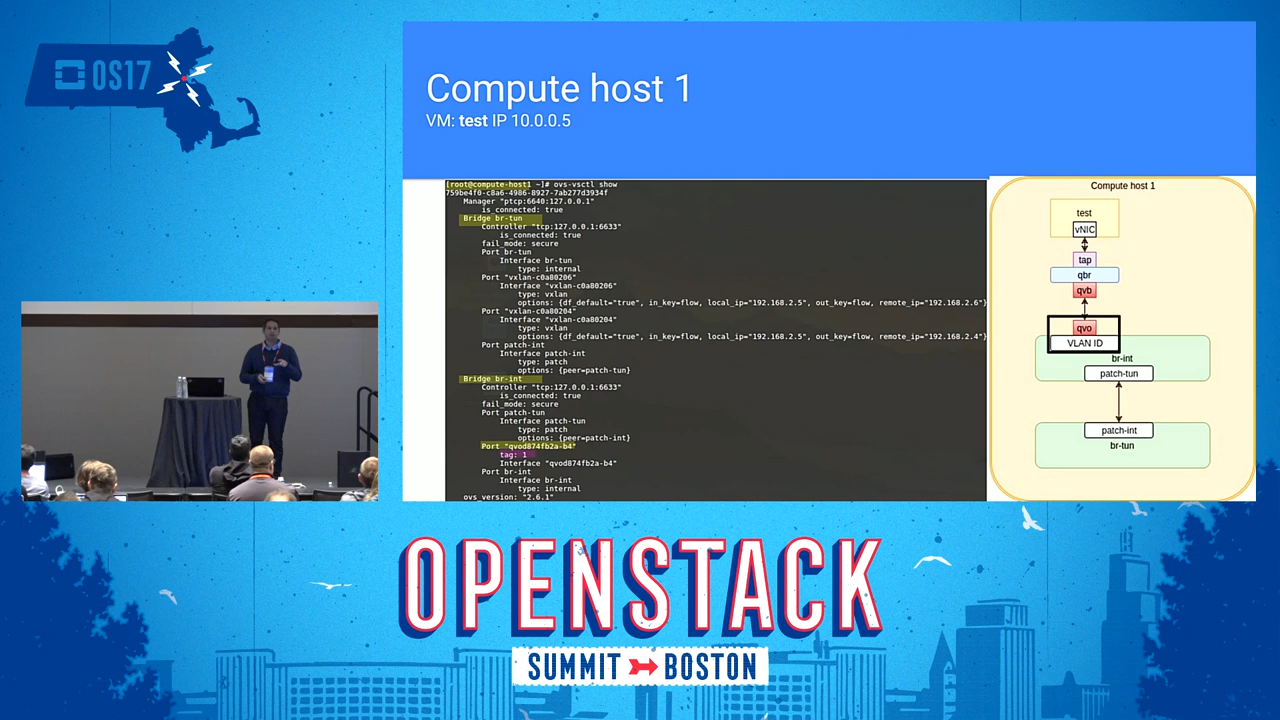 OS17
Compute host 1
VM: test IP 10.0.0.5
[root@compute-host1 ~]# ovs-vsctl show
759be4f0-c8a6-4986-8927-7ab277d3934f
Manager "ptcp:6640:127.0.0.1"
is_connected: true
Bridge br-tun
Controller "tcp:127.0.0.1:6633"
is_connected: true
fail_mode: secure
Port br-tun
Interface br-tun
type: internal
Port "vxlan-c0a80206"
Interface "vxlan-c0a80206"
type: vxlan
options: {df_default="true", in_key=flow, local_ip="192.168.2.5", out_key=flow, remote_ip="192.168.2.6"}
Port "vxlan-c0a80204"
Interface "vxlan-c0a80204"
type: vxlan
options: {df_default="true", in_key=flow, local_ip="192.168.2.5", out_key=flow, remote_ip="192.168.2.4"}
Port patch-int
Interface patch-int
type: patch
options: {peer=patch-tun}
Bridge br-int
Controller "tcp:127.0.0.1:6633"
is_connected: true
fail_mode: secure
Port patch-tun
Interface patch-tun
type: patch
options: {peer=patch-int}
Port "qvod874fb2a-b4"
tag: 1
Interface "qvod874fb2a-b4"
Port br-int
Interface br-int
type: internal
ovs_version: "2.6.1"
Compute host 1
test
vNIC
tap
qbr
qvb
qvo
VLAN ID
br-int
patch-tun
patch-int
br-tun
OPENSTACK
SUMMIT BOSTON